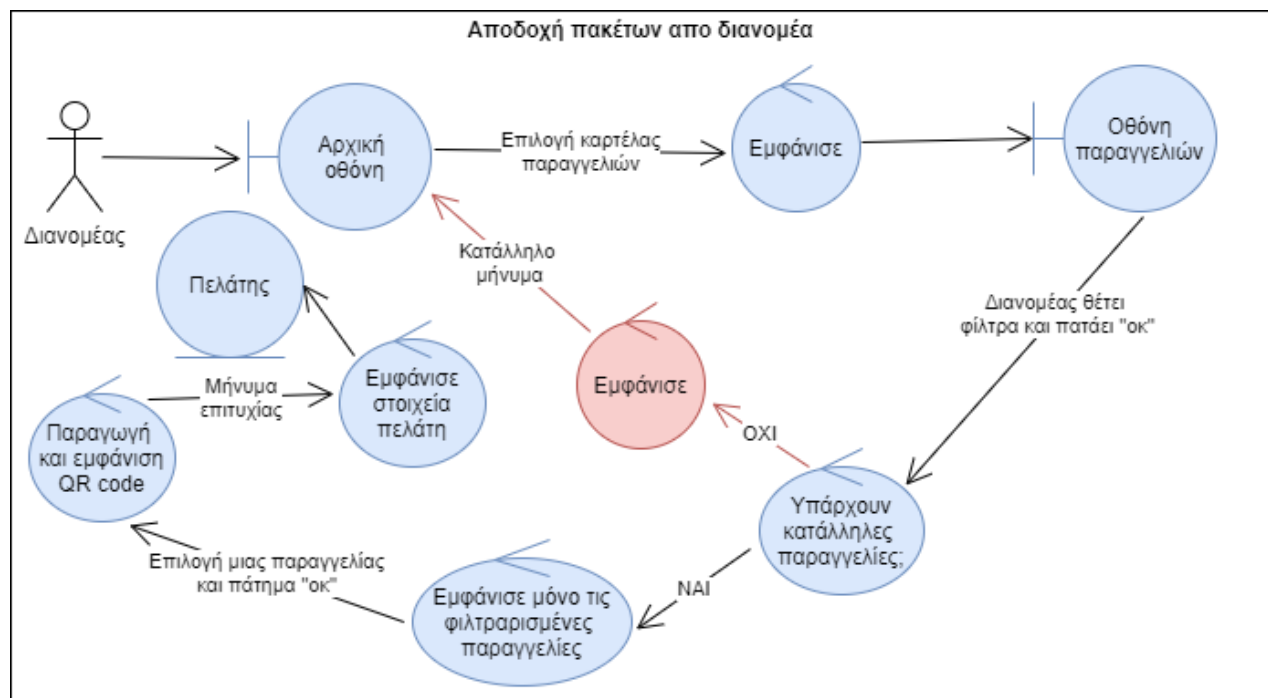 Αποδοχή πακέτων απο διανομέα
Διανομέας
Αρχική
οθόνη
Επιλογή καρτέλας
παραγγελιών
Εμφάνισε
Οθόνη
παραγγελιών
Διανομέας θέτει
φίλτρα και πατάει "οκ"
Υπάρχουν
κατάλληλες
παραγγελίες;
ΟΧΙ
Εμφάνισε
Κατάλληλο
μήνυμα
ΝΑΙ
Εμφάνισε μόνο τις
φιλτραρισμένες
παραγγελίες
Επιλογή μιας παραγγελίας
και πάτημα "οκ"
Παραγωγή
και εμφάνιση
QR code
Μήνυμα
επιτυχίας
Εμφάνισε
στοιχεία
πελάτη
Πελάτης